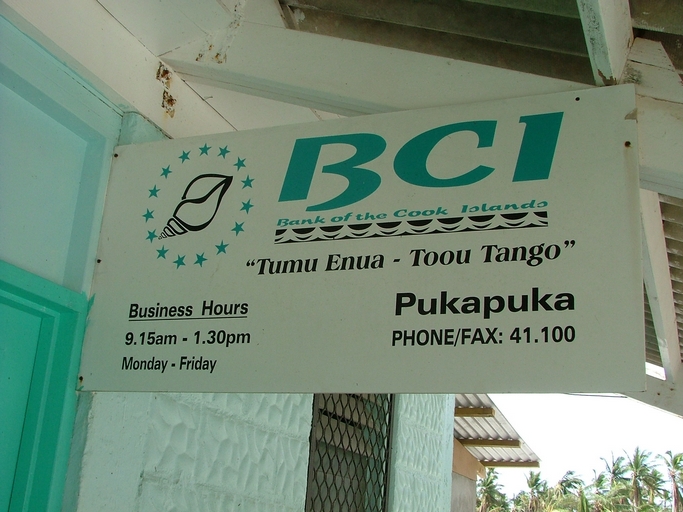 BCI
Bank of the Cook Islands
"Tumu Enua - Toou Tango"
Business Hours
9.15am - 1.30pm
Monday - Friday
Pukapuka
PHONE/FAX: 41.100